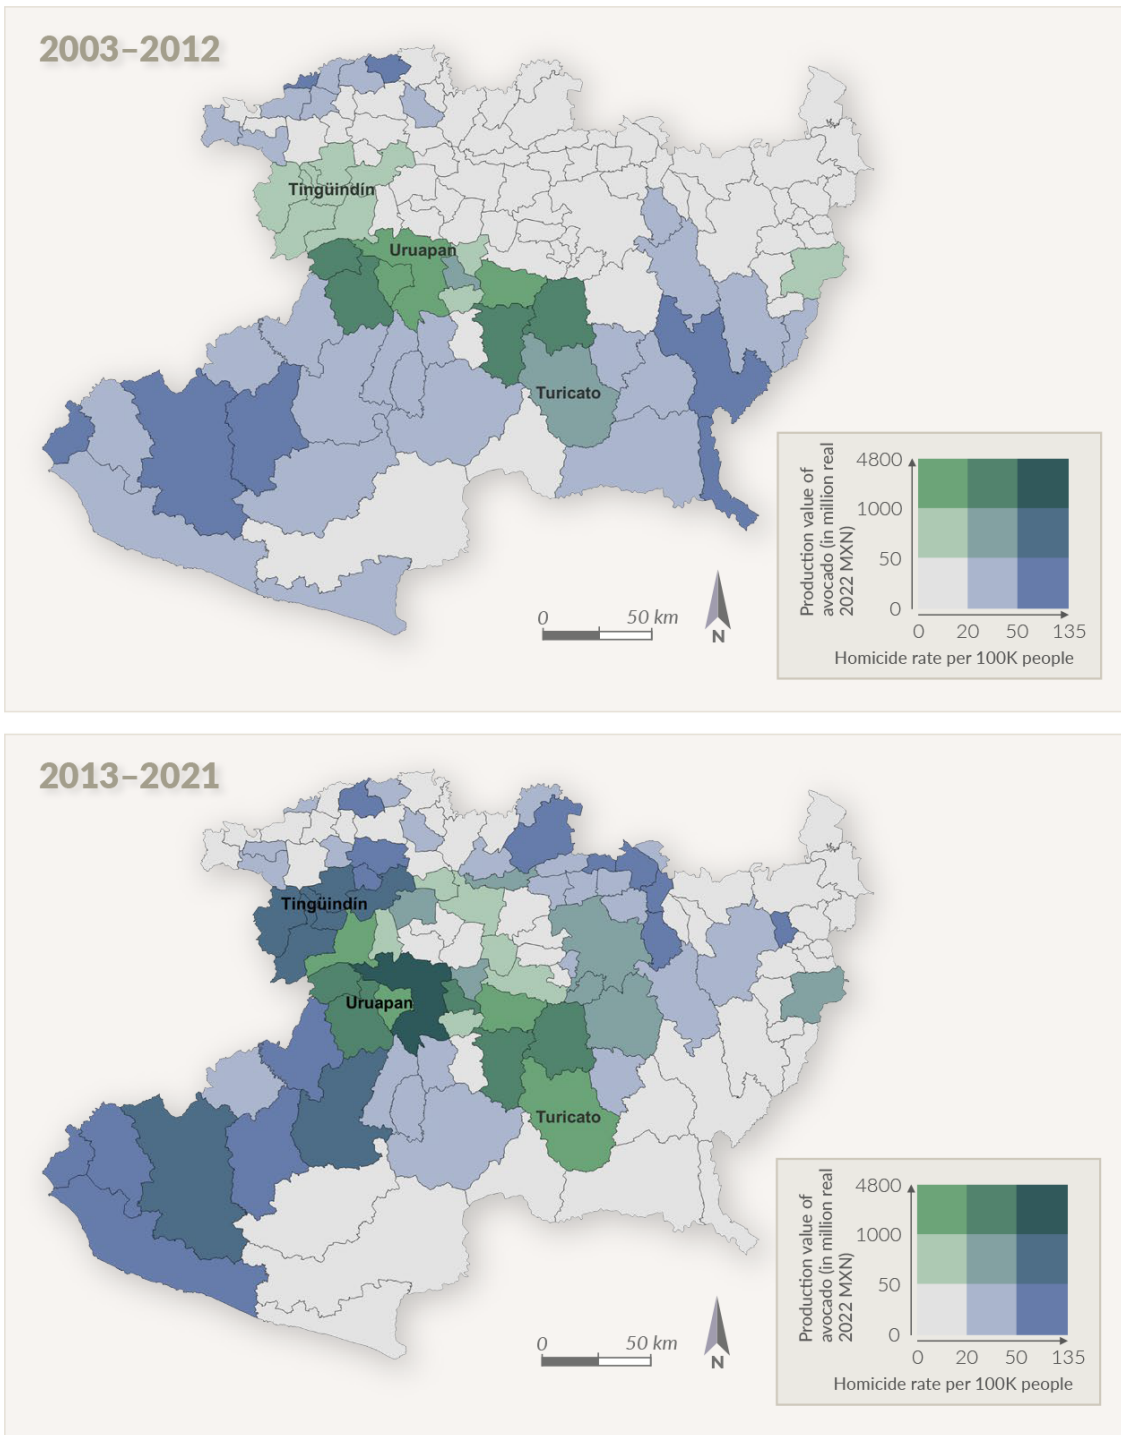 2003–2012
Tingüindín
Uruapan
Turicato
Production value of
avocado (in million real
2022 MXN)
4800
1000
50
0
0 20 50 135
Homicide rate per 100K people
0 50 km
N
2013–2021
Tingüindín
Uruapan
Turicato
Production value of
avocado (in million real
2022 MXN)
4800
1000
50
0
0 20 50 135
Homicide rate per 100K people
0 50 km
N